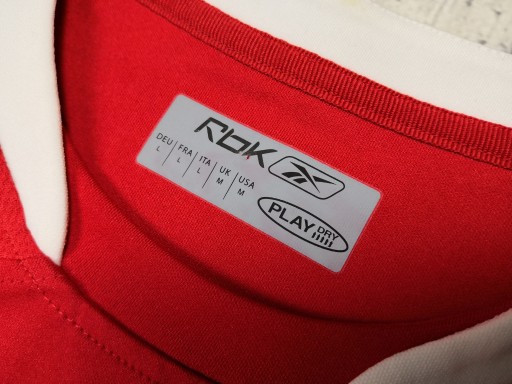 RbK
DEU FRA ITA UK USA
L L L M M
PLAY DRY